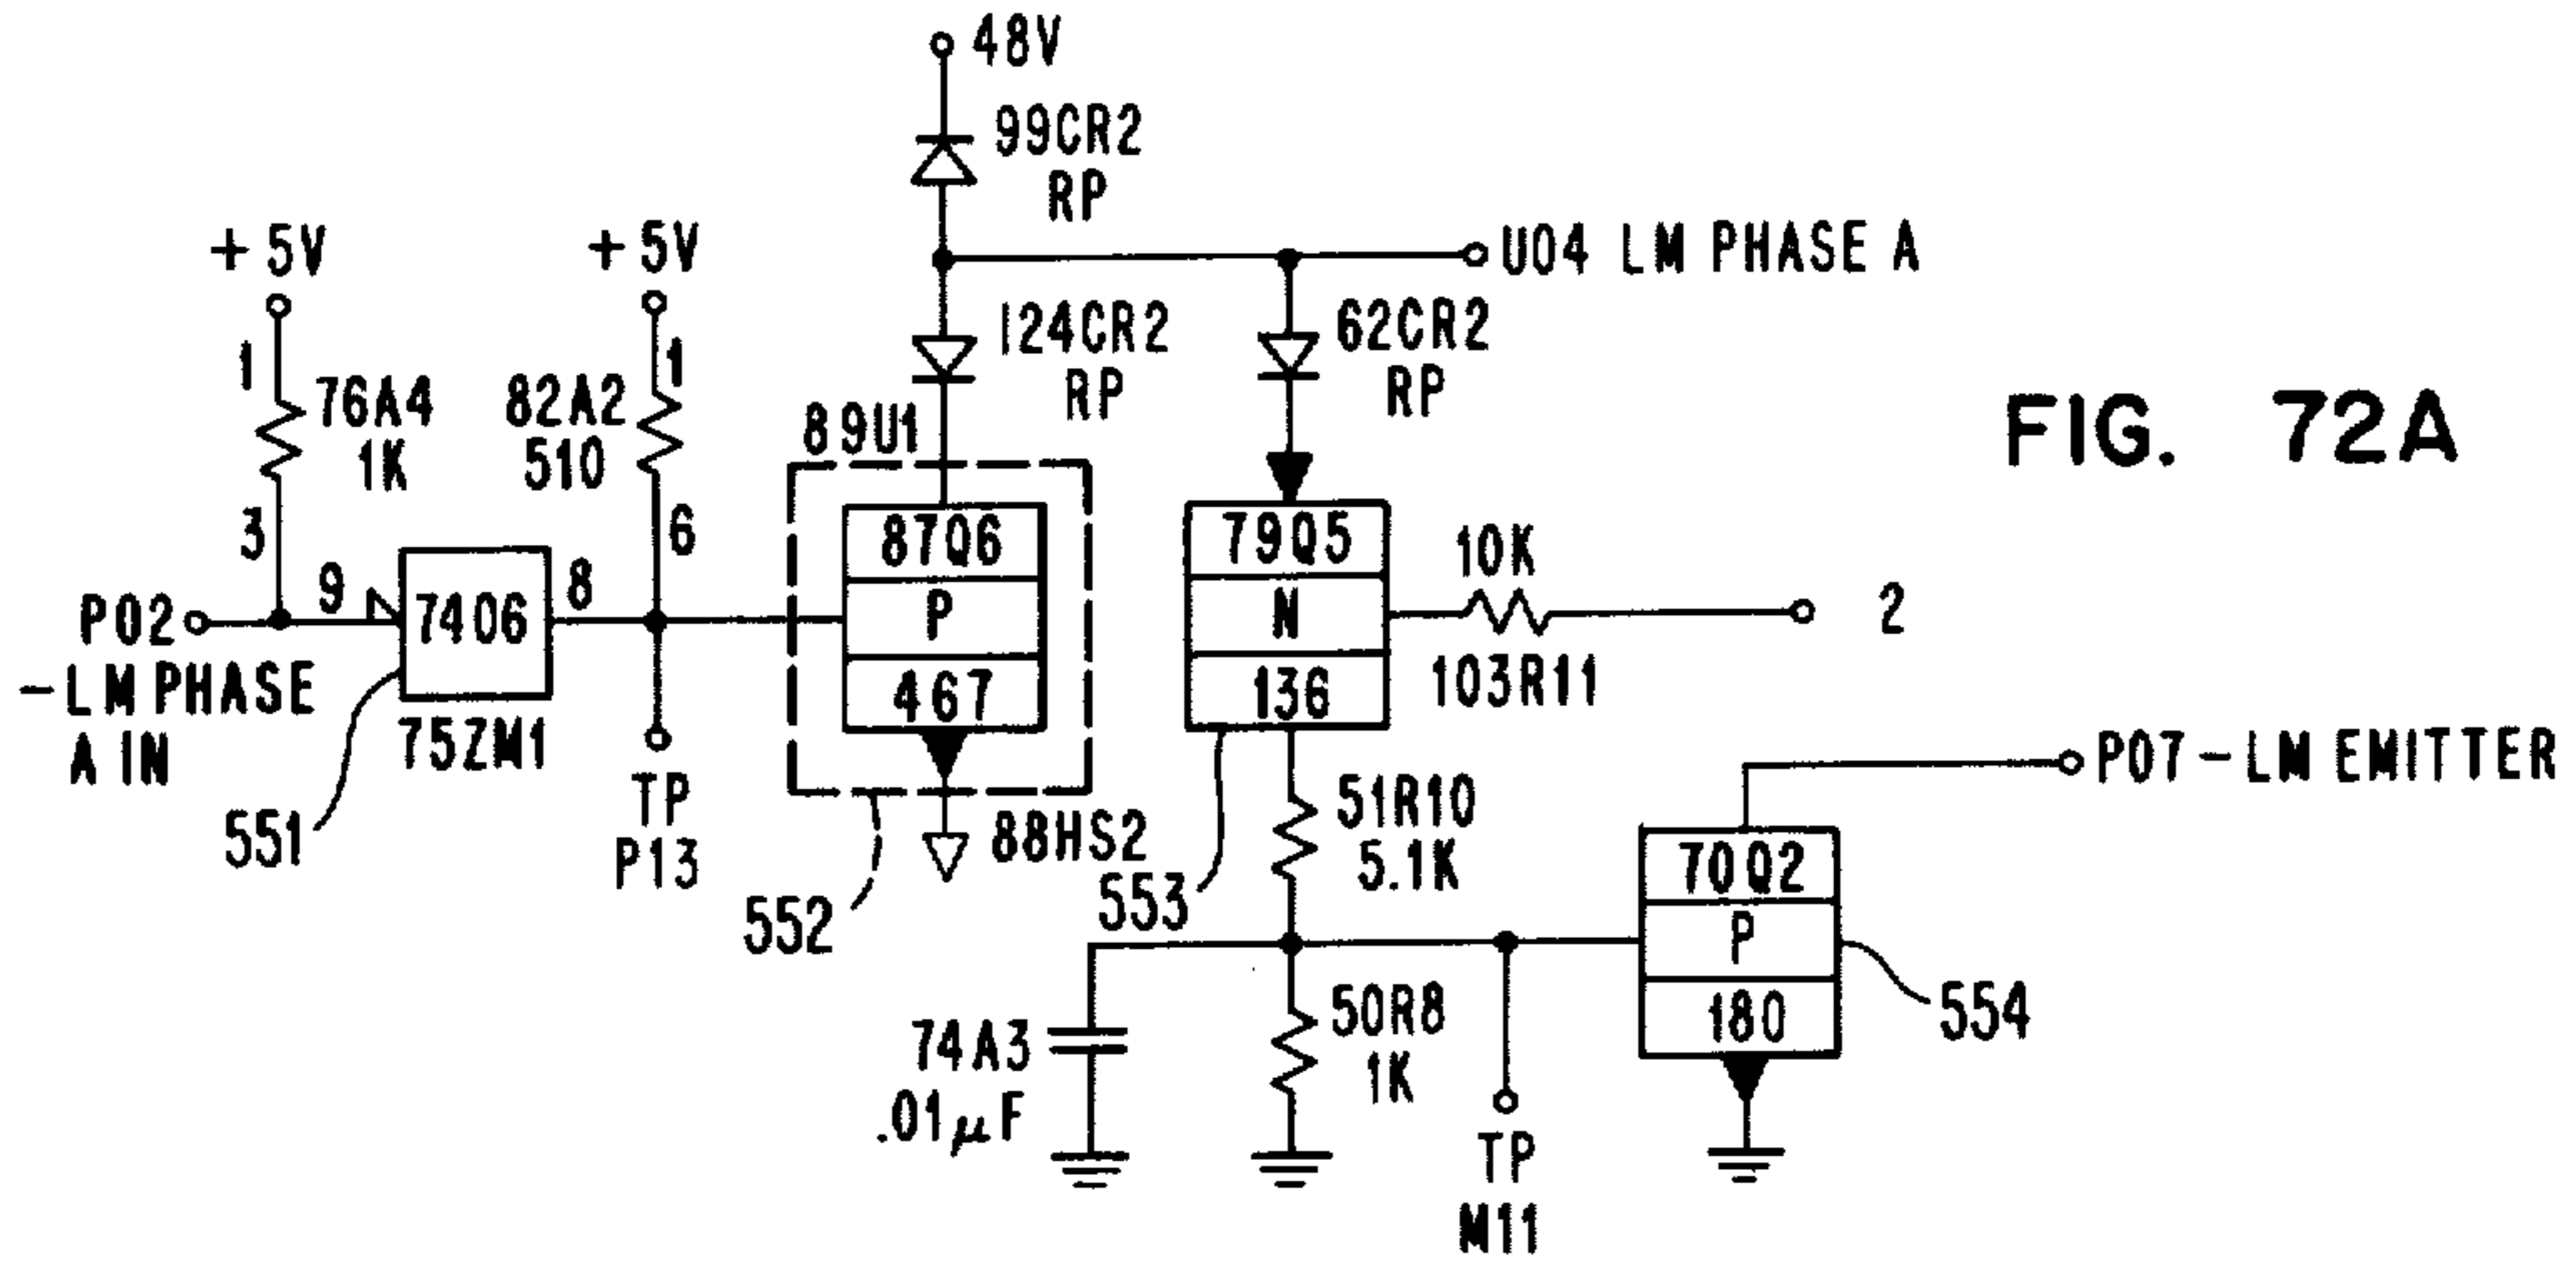 48V
99CR2
RP
+5V
+5V
U04 LM PHASE A
124CR2
RP
62CR2
RP
1
76A4
1K
3
82A2
510
1
6
89U1
FIG. 72A
87Q6
P
467
79Q5
N
136
10K
103R11
2
P02
-LM PHASE
A IN
9
7406
8
75ZM1
551
TP
P13
552
88HS2
553
51R10
5.1K
P07-LM EMITTER
70Q2
P
180
554
74A3
.01μF
50R8
1K
TP
M11